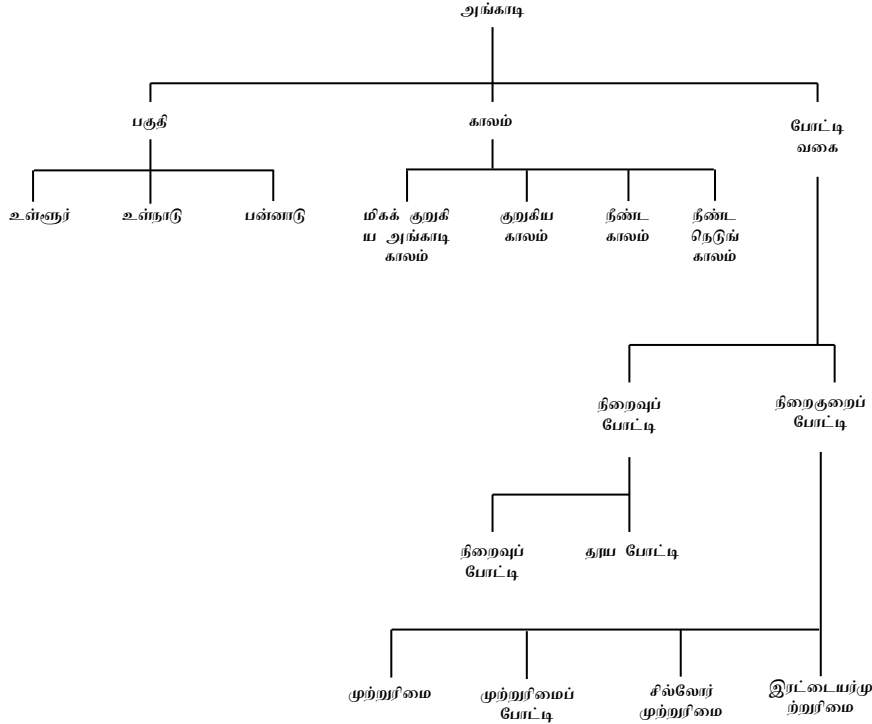 அங்காடி
பகுதி
காலம்
போட்டி
வகை
உள்ளூர்
உள்நாடு
பன்னாடு
மிகக் குறுகி
ய அங்காடி
காலம்
குறுகிய
காலம்
நீண்ட
காலம்
நீண்ட
நெடுங்
காலம்
நிறைவுப்
போட்டி
நிறைகுறைப்
போட்டி
நிறைவுப்
போட்டி
தூய போட்டி
முற்றுரிமை
முற்றுரிமைப்
போட்டி
சில்லோர்
முற்றுரிமை
இரட்டையர்மு
ற்றுரிமை